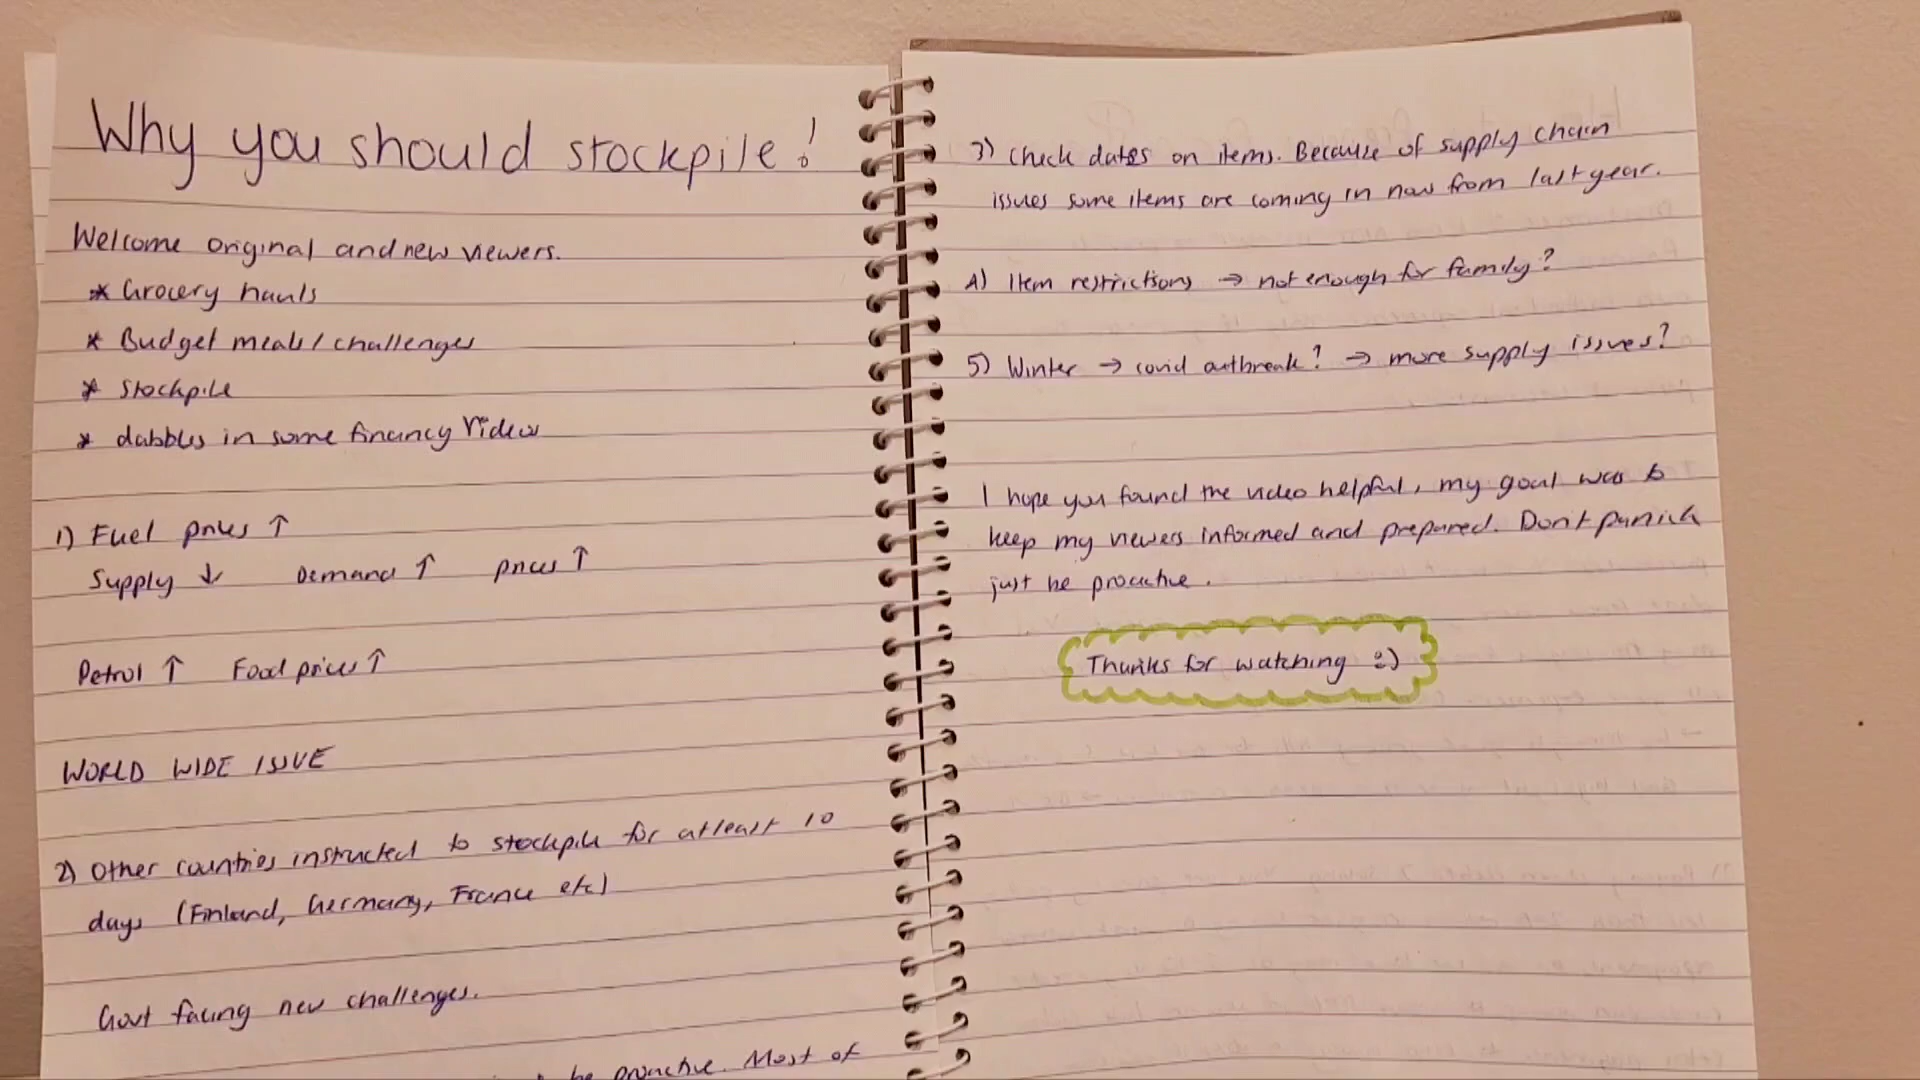 Why you should stockpile!
Welcome original and new viewers.
* Grocery hauls
* Budget meals / challenges
* Stockpile
* dabbles in some financy videos
1) Fuel prices ↑
Supply ↓ Demand ↑ prices ↑
Petrol ↑ Food prices ↑
WORLD WIDE ISSUE
2) Other countries instructed to stockpile for atleast 10
days (Finland, Germany, France etc)
Govt facing new challenges.
be proactive. Most of
3) Check dates on items. Because of supply chain
issues some items are coming in now from last year.
4) Item restrictions → not enough for family?
5) Winter → covid outbreak? → more supply issues?
I hope you found the video helpful, my goal was to
keep my viewers informed and prepared. Don't panick
just be proactive.
Thanks for watching :)